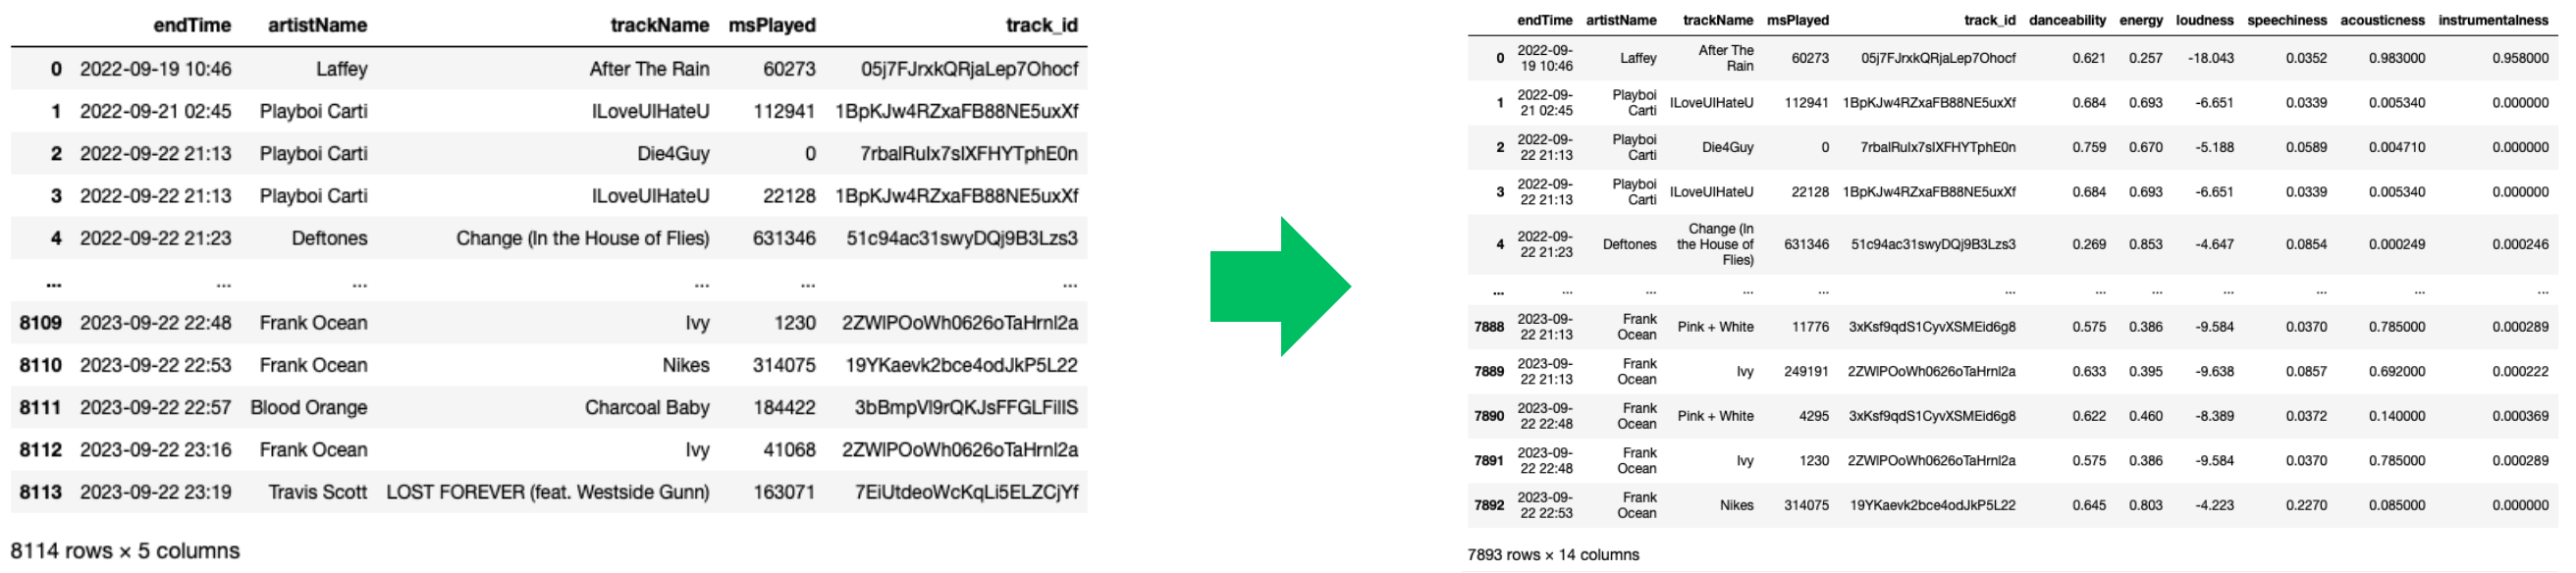 endTime artistName trackName msPlayed track_id
0 2022-09-19 10:46 Laffey After The Rain 60273 05j7FJrxkQRjaLep7Ohocf
1 2022-09-21 02:45 Playboi Carti ILoveUIHateU 112941 1BpKJw4RZxaFB88NE5uxXf
2 2022-09-22 21:13 Playboi Carti Die4Guy 0 7rbalRulx7slXFHYTphE0n
3 2022-09-22 21:13 Playboi Carti ILoveUIHateU 22128 1BpKJw4RZxaFB88NE5uxXf
4 2022-09-22 21:23 Deftones Change (In the House of Flies) 631346 51c94ac31swyDQj9B3Lzs3
... ... ... ... ... ...
8109 2023-09-22 22:48 Frank Ocean Ivy 1230 2ZWlPOoWh0626oTaHrnl2a
8110 2023-09-22 22:53 Frank Ocean Nikes 314075 19YKaevk2bce4odJkP5L22
8111 2023-09-22 22:57 Blood Orange Charcoal Baby 184422 3bBmpVl9rQKJsFFGLFillS
8112 2023-09-22 23:16 Frank Ocean Ivy 41068 2ZWlPOoWh0626oTaHrnl2a
8113 2023-09-22 23:19 Travis Scott LOST FOREVER (feat. Westside Gunn) 163071 7EiUtdeoWcKqLi5ELZCjYf
8114 rows × 5 columns
endTime artistName trackName msPlayed track_id danceability energy loudness speechiness acousticness instrumentalness
2022-09- After The
0 Laffey 60273 05j7FJrxkQRjaLep7Ohocf 0.621 0.257 -18.043 0.0352 0.983000 0.958000
19 10:46 Rain
2022-09- Playboi
1 ILoveUIHateU 112941 1BpKJw4RZxaFB88NE5uxXf 0.684 0.693 -6.651 0.0339 0.005340 0.000000
21 02:45 Carti
2022-09- Playboi
2 Die4Guy 0 7rbalRulx7slXFHYTphE0n 0.759 0.670 -5.188 0.0589 0.004710 0.000000
22 21:13 Carti
2022-09- Playboi
3 ILoveUIHateU 22128 1BpKJw4RZxaFB88NE5uxXf 0.684 0.693 -6.651 0.0339 0.005340 0.000000
22 21:13 Carti
Change (In
2022-09- the House of
4 Deftones 631346 51c94ac31swyDQj9B3Lzs3 0.269 0.853 -4.647 0.0854 0.000249 0.000246
22 21:23 Flies)
... ... ... ... ... ... ... ... ... ... ... ...
2023-09- Frank
7888 Pink + White 11776 3xKsf9qdS1CyvXSMEid6g8 0.575 0.386 -9.584 0.0370 0.785000 0.000289
22 21:13 Ocean
2023-09- Frank
7889 Ivy 249191 2ZWlPOoWh0626oTaHrnl2a 0.633 0.395 -9.638 0.0857 0.692000 0.000222
22 21:13 Ocean
2023-09- Frank
7890 Pink + White 4295 3xKsf9qdS1CyvXSMEid6g8 0.622 0.460 -8.389 0.0372 0.140000 0.000369
22 22:48 Ocean
2023-09- Frank
7891 Ivy 1230 2ZWlPOoWh0626oTaHrnl2a 0.575 0.386 -9.584 0.0370 0.785000 0.000289
22 22:48 Ocean
2023-09- Frank
7892 Nikes 314075 19YKaevk2bce4odJkP5L22 0.645 0.803 -4.223 0.2270 0.085000 0.000000
22 22:53 Ocean
7893 rows × 14 columns